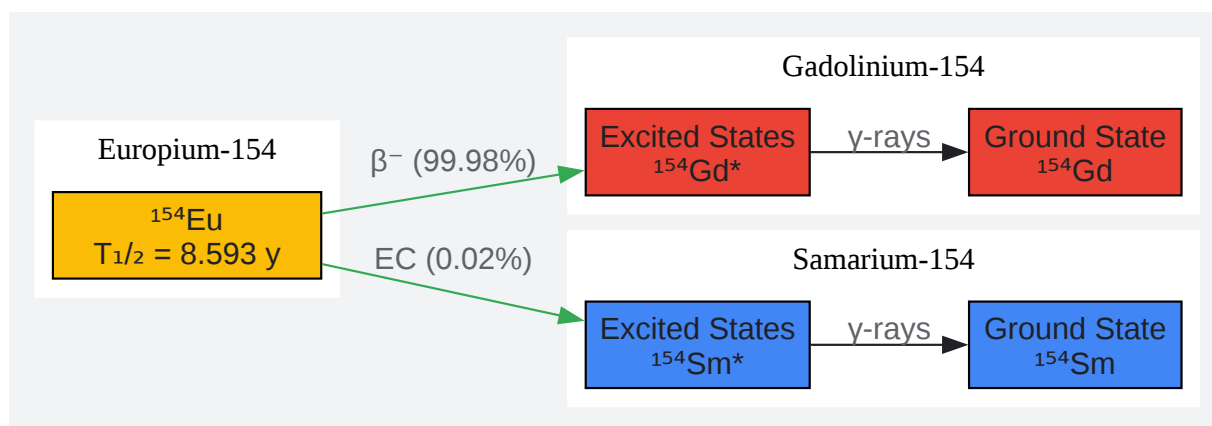 Europium-154
¹⁵⁴Eu
T₁/₂ = 8.593 y
β⁻ (99.98%)
EC (0.02%)
Gadolinium-154
Excited States
¹⁵⁴Gd*
γ-rays
Ground State
¹⁵⁴Gd
Samarium-154
Excited States
¹⁵⁴Sm*
γ-rays
Ground State
¹⁵⁴Sm